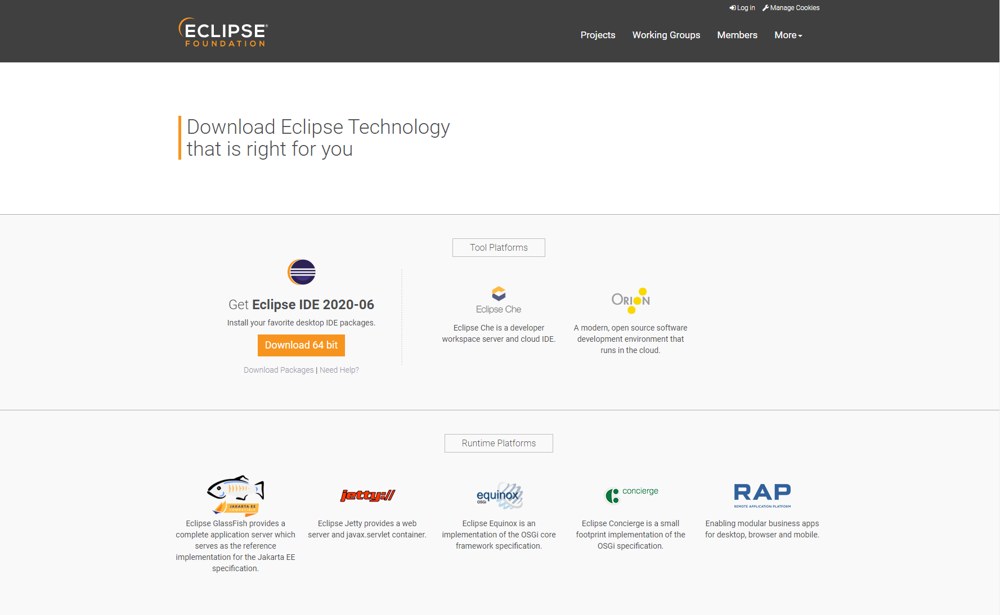 Log in Manage Cookies
ECLIPSE®
FOUNDATION
Projects Working Groups Members More
Download Eclipse Technology
that is right for you
Tool Platforms
Get Eclipse IDE 2020-06
Install your favorite desktop IDE packages.
Download 64 bit
Download Packages | Need Help?
Eclipse Che
Eclipse Che is a developer
workspace server and cloud IDE.
ORION
A modern, open source software
development environment that
runs in the cloud.
Runtime Platforms
JAKARTA EE
COMPATIBLE
Eclipse GlassFish provides a
complete application server which
serves as the reference
implementation for the Jakarta EE
specification.
jetty://
Eclipse Jetty provides a web
server and javax.servlet container.
equinox
OSGi
Eclipse Equinox is an
implementation of the OSGi core
framework specification.
concierge
Eclipse Concierge is a small
footprint implementation of the
OSGi specification.
RAP
REMOTE APPLICATION PLATFORM
Enabling modular business apps
for desktop, browser and mobile.